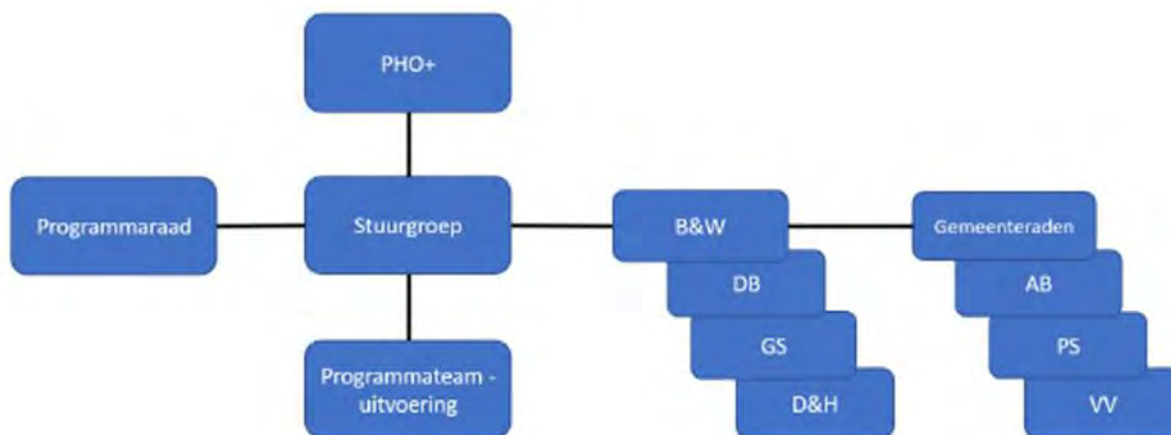 PHO+
Programmaraad
Stuurgroep
B&W
Gemeenteraden
DB
AB
GS
PS
Programmateam -
uitvoering
D&H
VV